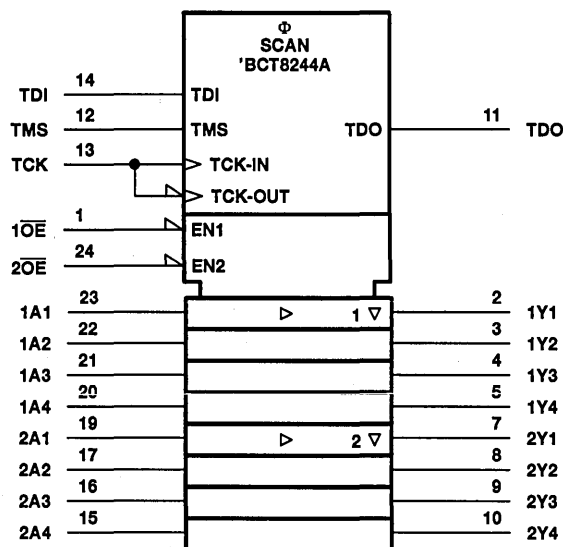 Φ
SCAN
'BCT8244A
TDI 14 TDI
TMS 12 TMS TDO 11 TDO
TCK 13 TCK-IN
TCK-OUT
1O̅E̅ 1 EN1
2O̅E̅ 24 EN2
1A1 23 1 2 1Y1
1A2 22 3 1Y2
1A3 21 4 1Y3
1A4 20 5 1Y4
2A1 19 2 7 2Y1
2A2 17 8 2Y2
2A3 16 9 2Y3
2A4 15 10 2Y4